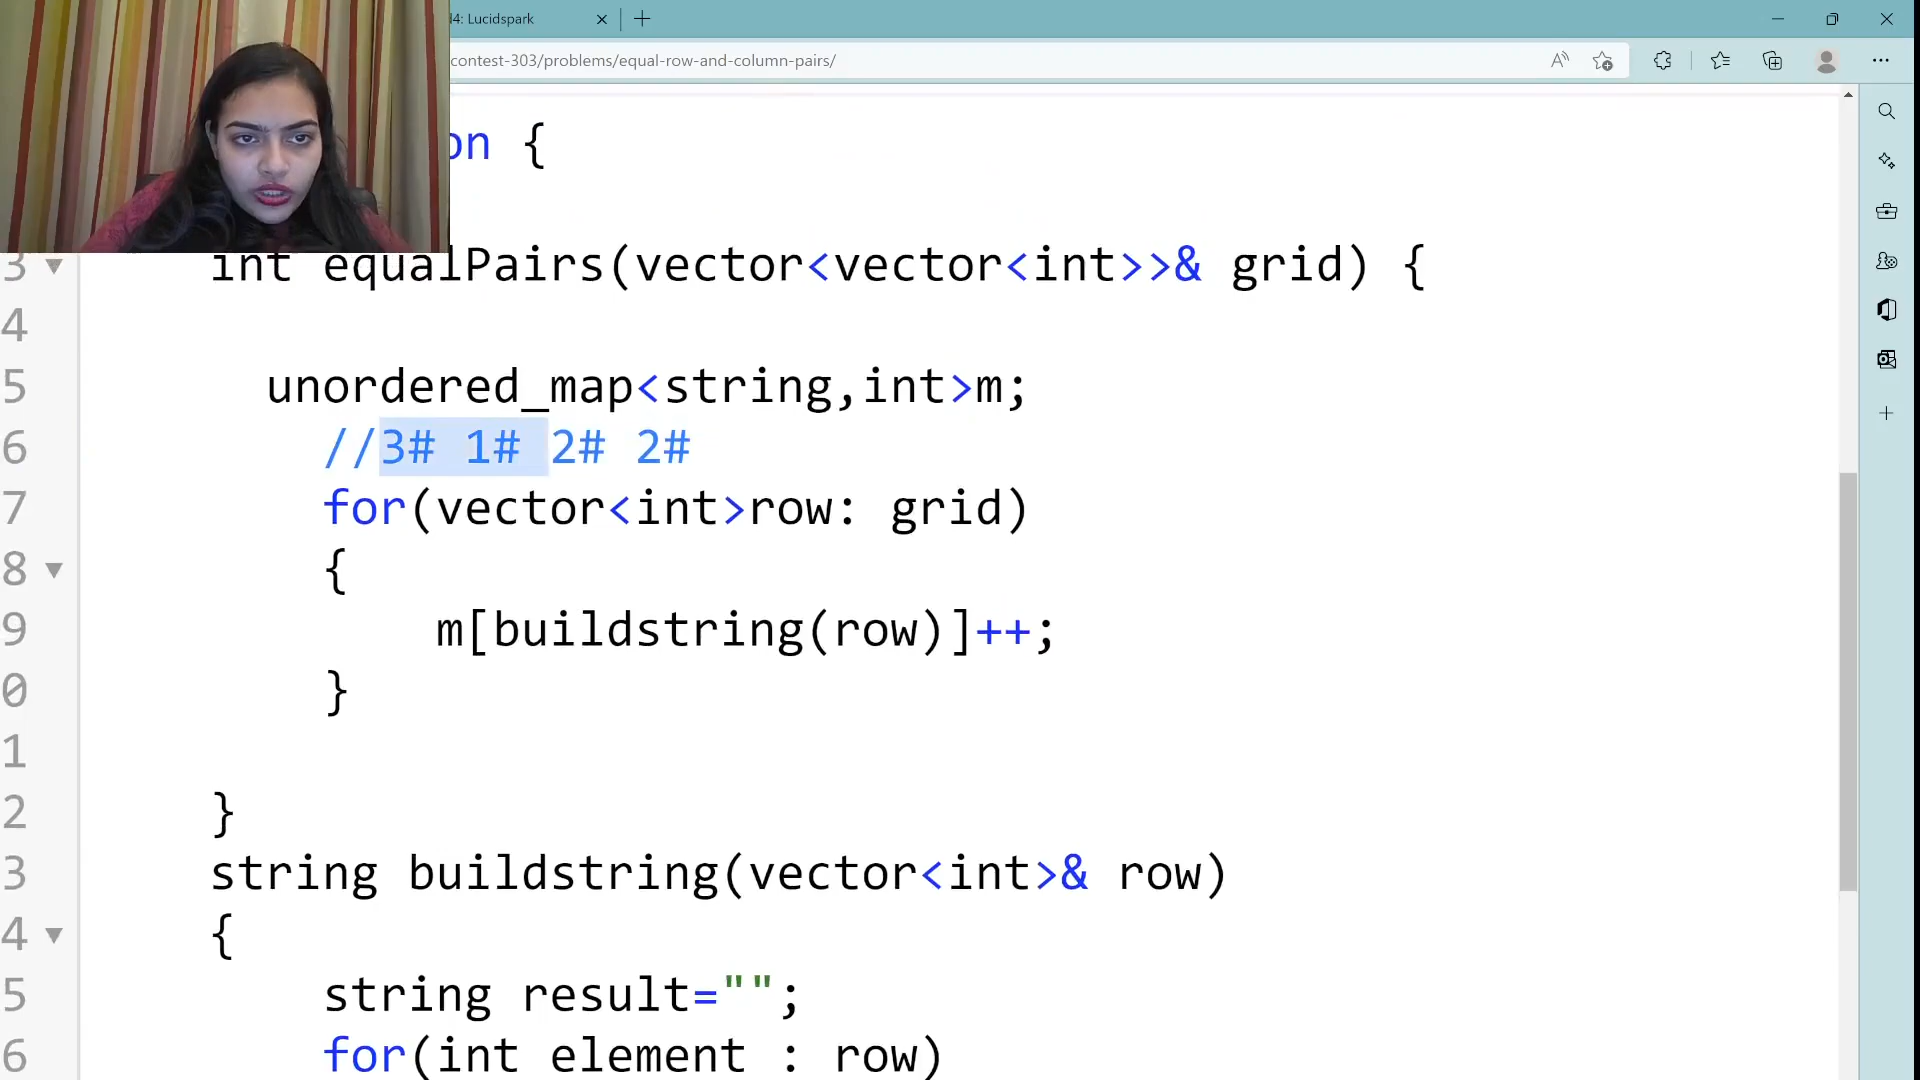 l4: Lucidspark
contest-303/problems/equal-row-and-column-pairs/
on {
3 int equalPairs(vector<vector<int>>& grid) {
4
5 unordered_map<string,int>m;
6 //3# 1# 2# 2#
7 for(vector<int>row: grid)
8 {
9 m[buildstring(row)]++;
0 }
1
2 }
3 string buildstring(vector<int>& row)
4 {
5 string result="";
6 for(int element : row)